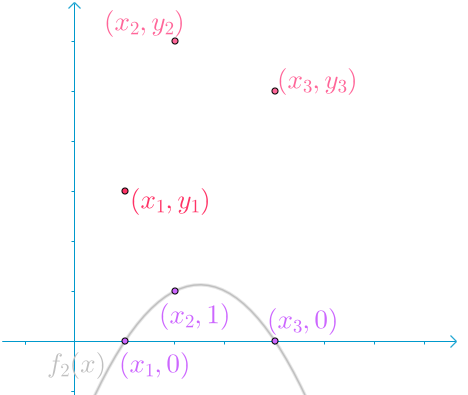 (x₂, y₂)
(x₃, y₃)
(x₁, y₁)
(x₂, 1)
(x₃, 0)
f₂(x)
(x₁, 0)